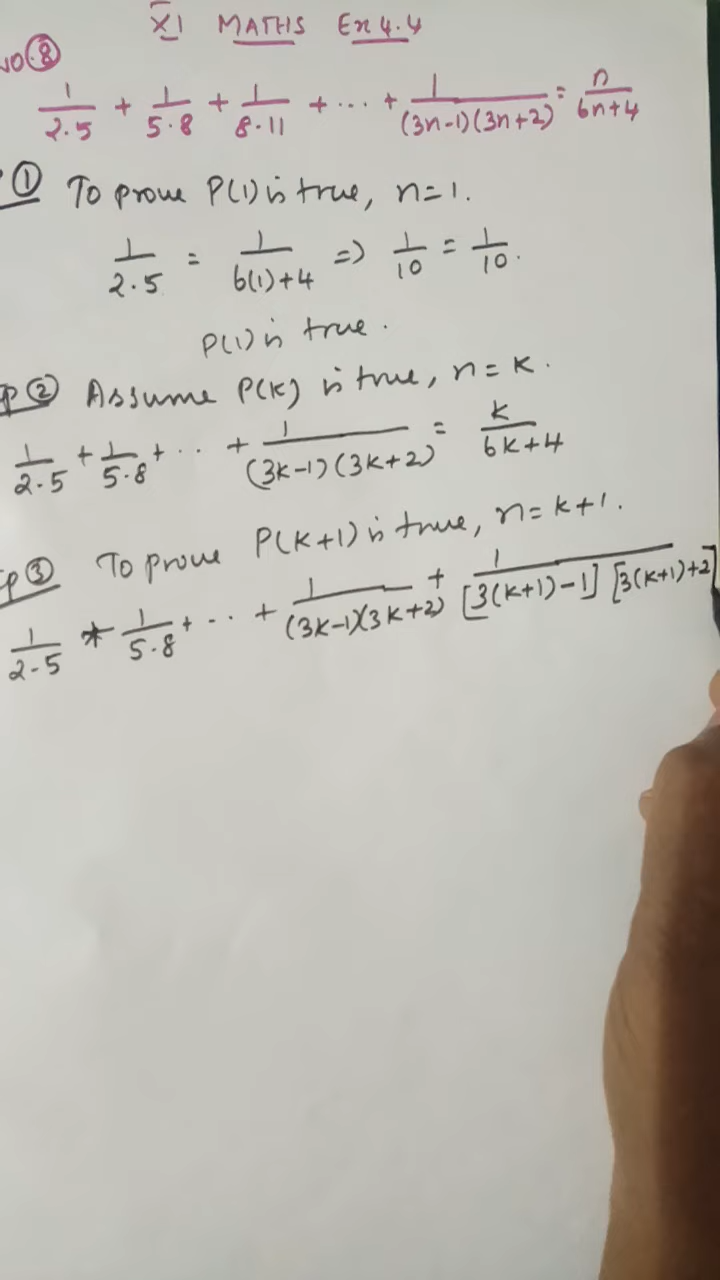 XI MATHS Ex 4.4
NO ⑧
1/2.5 + 1/5.8 + 1/8.11 + ... + 1/(3n-1)(3n+2) = n/6n+4
① To prove P(1) is true, n=1.
1/2.5 = 1/6(1)+4 => 1/10 = 1/10.
P(1) is true.
p ② Assume P(k) is true, n=k.
1/2.5 + 1/5.8 + .. + 1/(3k-1)(3k+2) = k/6k+4
p ③ To prove P(k+1) is true, n=k+1.
1/2.5 + 1/5.8 + .. + 1/(3k-1)(3k+2) + 1/[3(k+1)-1][3(k+1)+2]